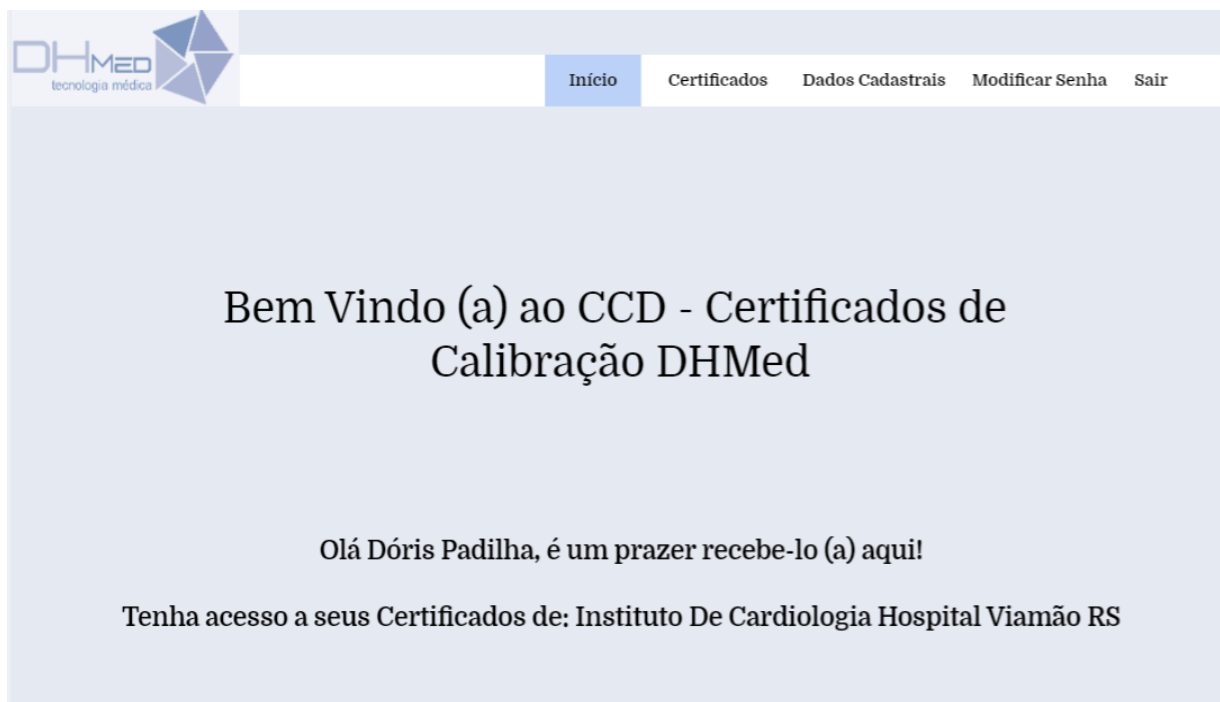 DHMED
tecnologia médica
Início Certificados Dados Cadastrais Modificar Senha Sair
Bem Vindo (a) ao CCD - Certificados de
Calibração DHMed
Olá Dóris Padilha, é um prazer recebe-lo (a) aqui!
Tenha acesso a seus Certificados de: Instituto De Cardiologia Hospital Viamão RS